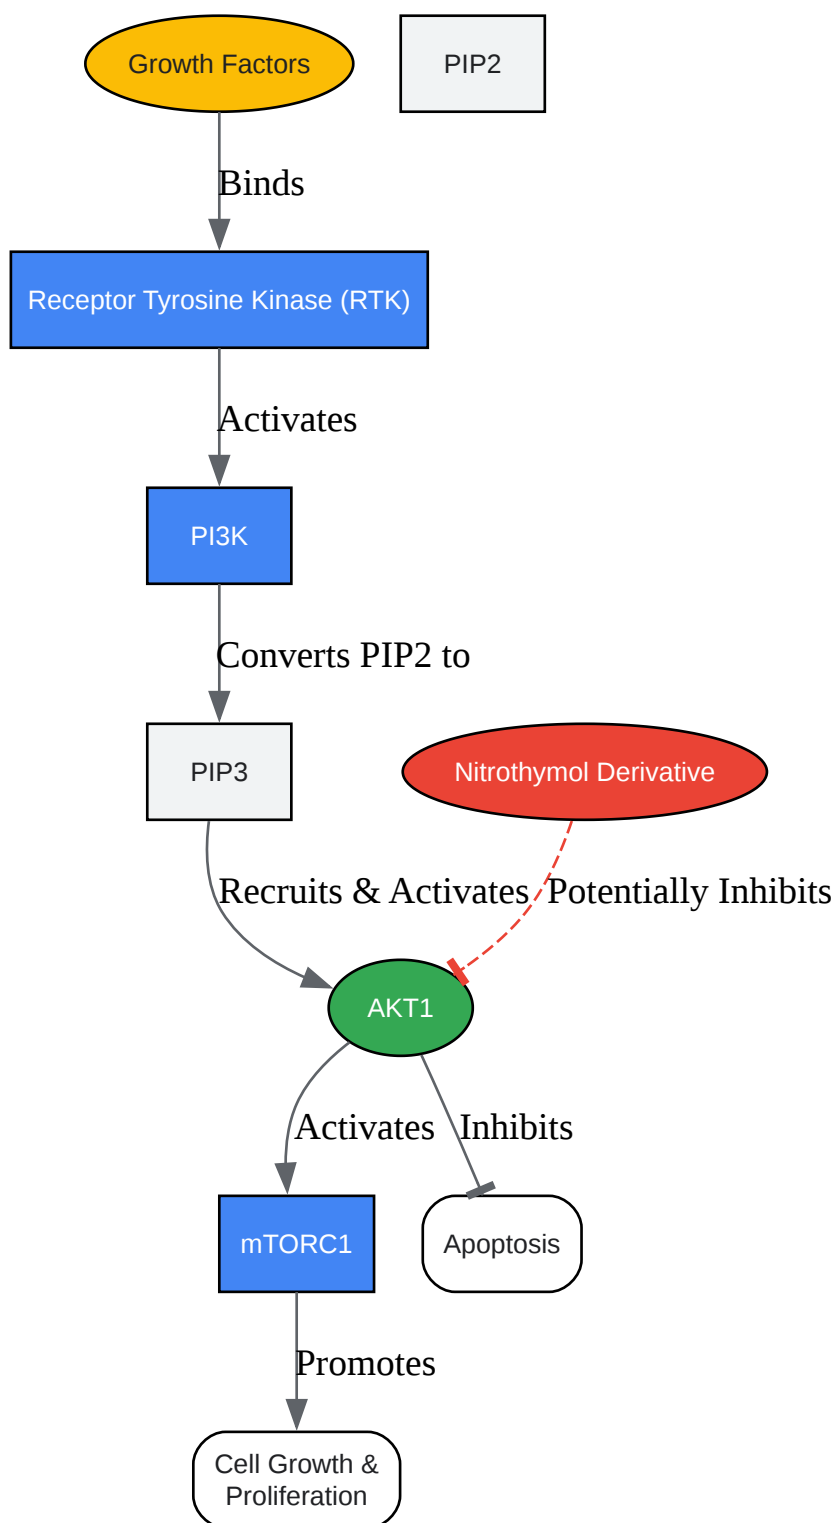 Growth Factors
PIP2
Binds
Receptor Tyrosine Kinase (RTK)
Activates
PI3K
Converts PIP2 to
PIP3
Nitrothymol Derivative
Recruits & Activates
Potentially Inhibits
AKT1
Activates
Inhibits
mTORC1
Apoptosis
Promotes
Cell Growth &
Proliferation